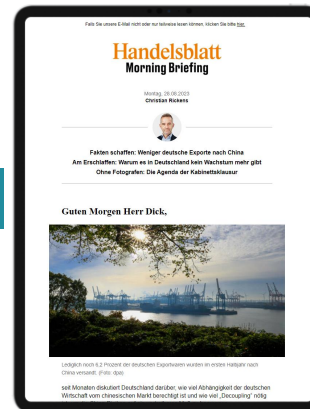 Falls Sie unsere E-Mail nicht oder nur teilweise lesen können, klicken Sie bitte hier.
Handelsblatt
Morning Briefing
Montag, 28.08.2023
Christian Rickens
Fakten schaffen: Weniger deutsche Exporte nach China
Am Erschlaffen: Warum es in Deutschland kein Wachstum mehr gibt
Ohne Fotografen: Die Agenda der Kabinettsklausur
Guten Morgen Herr Dick,
Lediglich noch 6,2 Prozent der deutschen Exportwaren wurden im ersten Halbjahr nach
China versandt. (Foto: dpa)
seit Monaten diskutiert Deutschland darüber, wie viel Abhängigkeit der deutschen
Wirtschaft vom chinesischen Markt berechtigt ist und wie viel „Decoupling" nötig